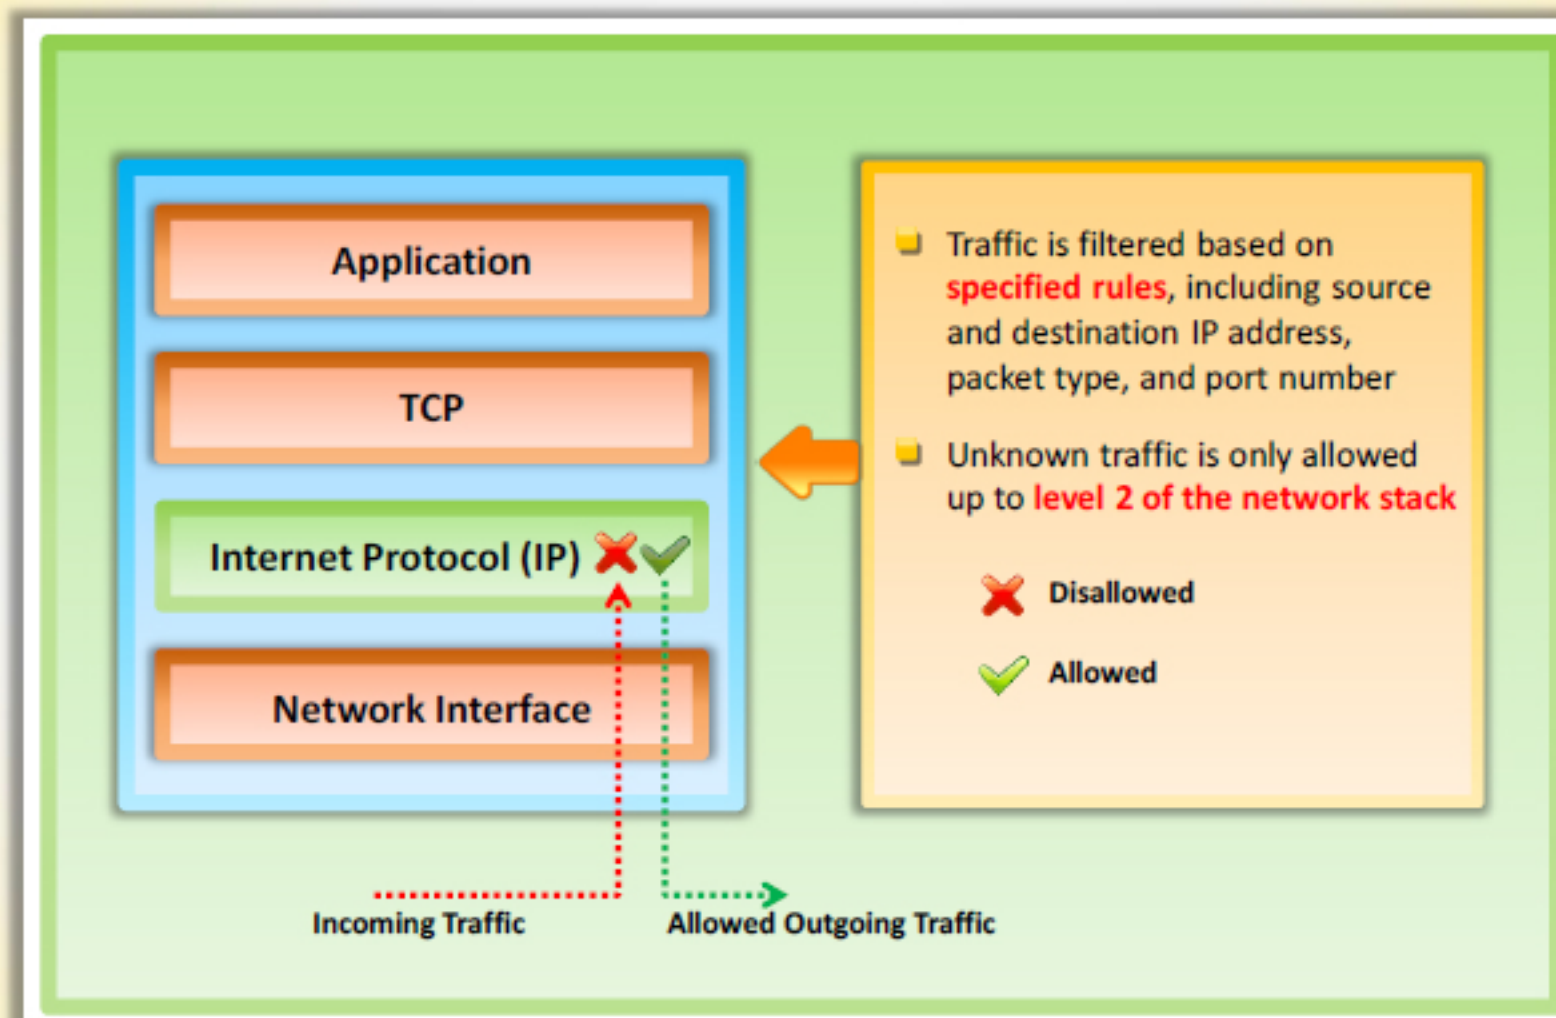 Application
TCP
Internet Protocol (IP)
Network Interface
Incoming Traffic
Allowed Outgoing Traffic
Traffic is filtered based on
specified rules, including source
and destination IP address,
packet type, and port number
Unknown traffic is only allowed
up to level 2 of the network stack
Disallowed
Allowed